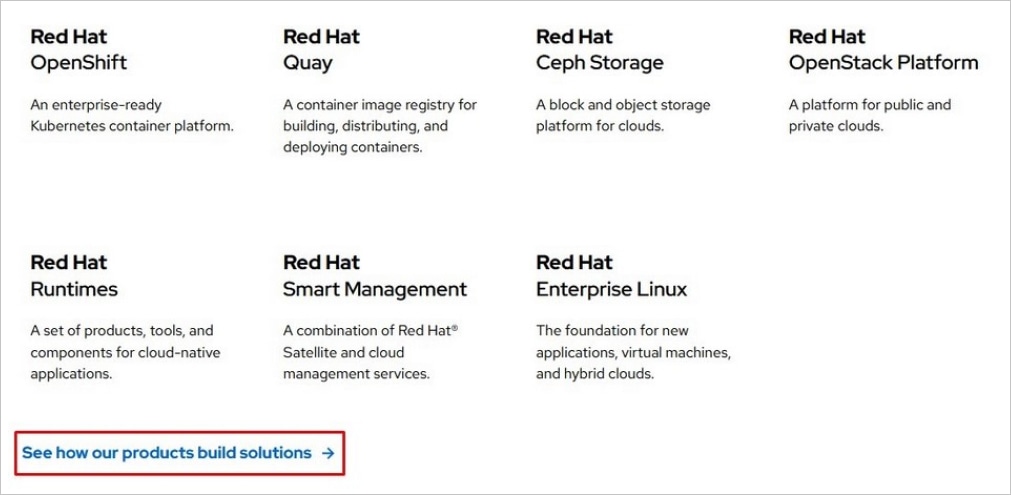 Red Hat
OpenShift
An enterprise-ready
Kubernetes container platform.
Red Hat
Quay
A container image registry for
building, distributing, and
deploying containers.
Red Hat
Ceph Storage
A block and object storage
platform for clouds.
Red Hat
OpenStack Platform
A platform for public and
private clouds.
Red Hat
Runtimes
A set of products, tools, and
components for cloud-native
applications.
Red Hat
Smart Management
A combination of Red Hat®
Satellite and cloud
management services.
Red Hat
Enterprise Linux
The foundation for new
applications, virtual machines,
and hybrid clouds.
See how our products build solutions →